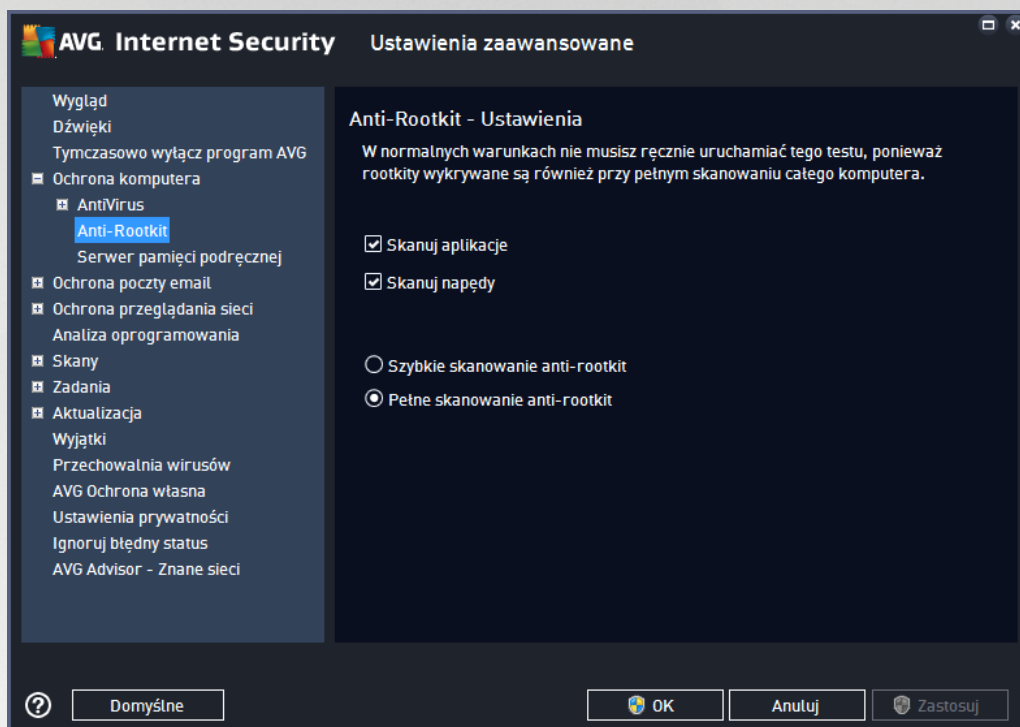 AVG. Internet Security Ustawienia zaawansowane
Wygląd
Dźwięki
Tymczasowo wyłącz program AVG
Ochrona komputera
AntiVirus
Anti-Rootkit
Serwer pamięci podręcznej
Ochrona poczty email
Ochrona przeglądania sieci
Analiza oprogramowania
Skany
Zadania
Aktualizacja
Wyjątki
Przechowalnia wirusów
AVG Ochrona własna
Ustawienia prywatności
Ignoruj błędny status
AVG Advisor - Znane sieci
Anti-Rootkit - Ustawienia
W normalnych warunkach nie musisz ręcznie uruchamiać tego testu, ponieważ
rootkity wykrywane są również przy pełnym skanowaniu całego komputera.
Skanuj aplikacje
Skanuj napędy
Szybkie skanowanie anti-rootkit
Pełne skanowanie anti-rootkit
? Domyślne OK Anuluj Zastosuj